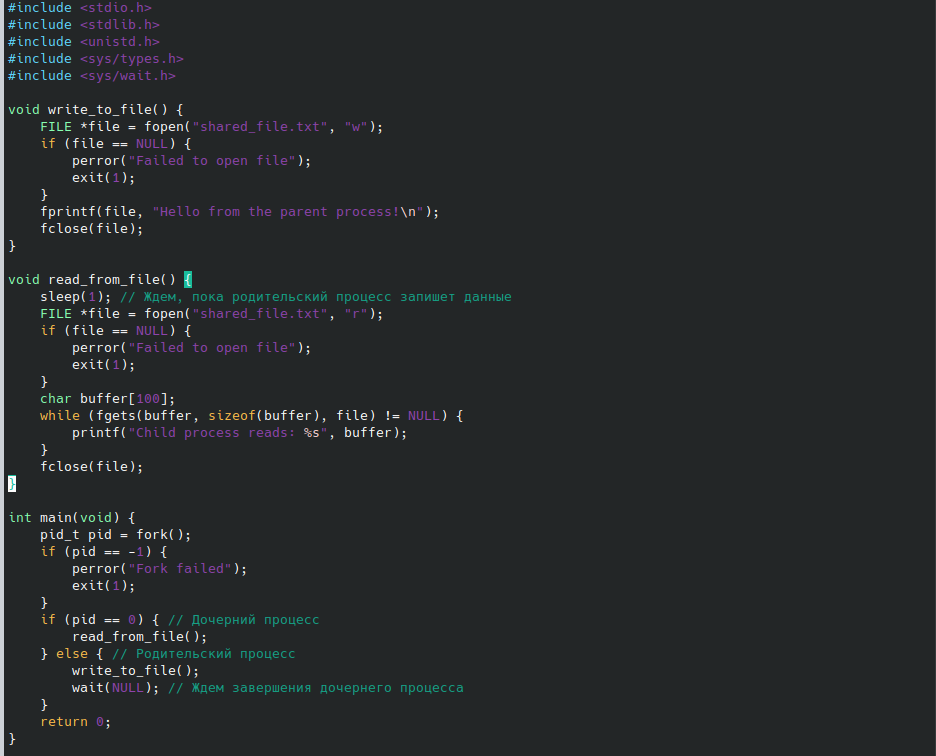 #include <stdio.h>
#include <stdlib.h>
#include <unistd.h>
#include <sys/types.h>
#include <sys/wait.h>

void write_to_file() {
    FILE *file = fopen("shared_file.txt", "w");
    if (file == NULL) {
        perror("Failed to open file");
        exit(1);
    }
    fprintf(file, "Hello from the parent process!\n");
    fclose(file);
}

void read_from_file() {
    sleep(1); // Ждем, пока родительский процесс запишет данные
    FILE *file = fopen("shared_file.txt", "r");
    if (file == NULL) {
        perror("Failed to open file");
        exit(1);
    }
    char buffer[100];
    while (fgets(buffer, sizeof(buffer), file) != NULL) {
        printf("Child process reads: %s", buffer);
    }
    fclose(file);
}

int main(void) {
    pid_t pid = fork();
    if (pid == -1) {
        perror("Fork failed");
        exit(1);
    }
    if (pid == 0) { // Дочерний процесс
        read_from_file();
    } else { // Родительский процесс
        write_to_file();
        wait(NULL); // Ждем завершения дочернего процесса
    }
    return 0;
}